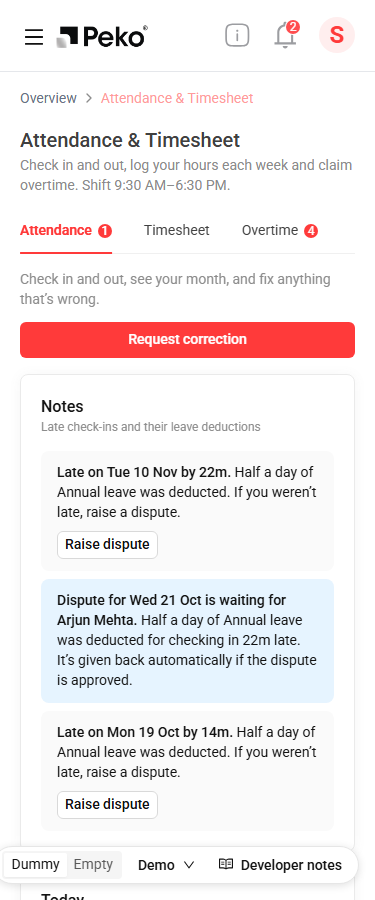 Peko
2
S
Overview > Attendance & Timesheet
Attendance & Timesheet
Check in and out, log your hours each week and claim
overtime. Shift 9:30 AM–6:30 PM.
Attendance 1 Timesheet Overtime 4
Check in and out, see your month, and fix anything
that’s wrong.
Request correction
Notes
Late check-ins and their leave deductions
Late on Tue 10 Nov by 22m. Half a day of
Annual leave was deducted. If you weren’t
late, raise a dispute.
Raise dispute
Dispute for Wed 21 Oct is waiting for
Arjun Mehta. Half a day of Annual leave
was deducted for checking in 22m late.
It’s given back automatically if the dispute
is approved.
Late on Mon 19 Oct by 14m. Half a day of
Annual leave was deducted. If you weren’t
late, raise a dispute.
Raise dispute
Dummy Empty Demo Developer notes
Today